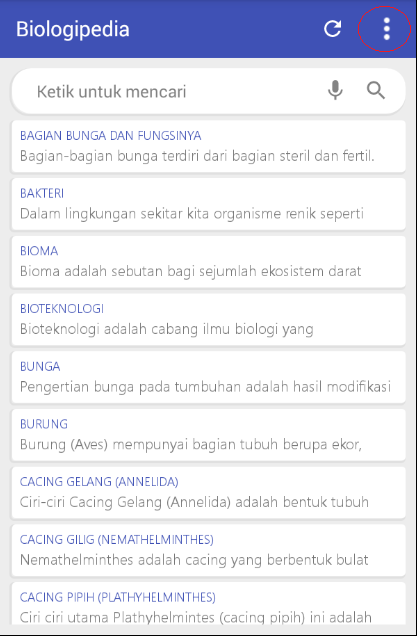 Biologipedia
Ketik untuk mencari
BAGIAN BUNGA DAN FUNGSINYA
Bagian-bagian bunga terdiri dari bagian steril dan fertil.
BAKTERI
Dalam lingkungan sekitar kita organisme renik seperti
BIOMA
Bioma adalah sebutan bagi sejumlah ekosistem darat
BIOTEKNOLOGI
Bioteknologi adalah cabang ilmu biologi yang
BUNGA
Pengertian bunga pada tumbuhan adalah hasil modifikasi
BURUNG
Burung (Aves) mempunyai bagian tubuh berupa ekor,
CACING GELANG (ANNELIDA)
Ciri-ciri Cacing Gelang (Annelida) adalah bentuk tubuh
CACING GILIG (NEMATHELMINTHES)
Nemathelminthes adalah cacing yang berbentuk bulat
CACING PIPIH (PLATHYHELMINTHES)
Ciri ciri utama Plathyhelmintes (cacing pipih) ini adalah